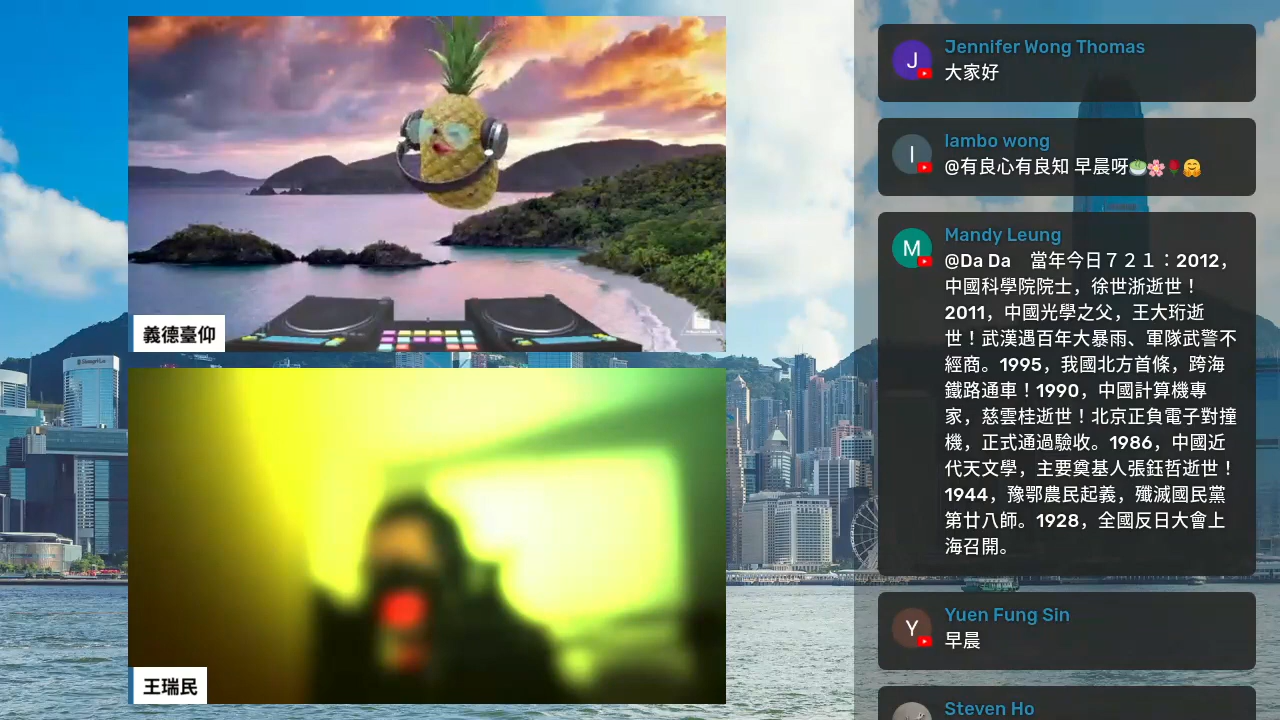 義德臺仰
王瑞民
Jennifer Wong Thomas
大家好
lambo wong
@有良心有良知 早晨呀🍵🌸🌹🤗
Mandy Leung
@Da Da　當年今日７２１：2012，
中國科學院院士，徐世浙逝世！
2011，中國光學之父，王大珩逝
世！武漢遇百年大暴雨、軍隊武警不
經商。1995，我國北方首條，跨海
鐵路通車！1990，中國計算機專
家，慈雲桂逝世！北京正負電子對撞
機，正式通過驗收。1986，中國近
代天文學，主要奠基人張鈺哲逝世！
1944，豫鄂農民起義，殲滅國民黨
第廿八師。1928，全國反日大會上
海召開。
Yuen Fung Sin
早晨
Steven Ho